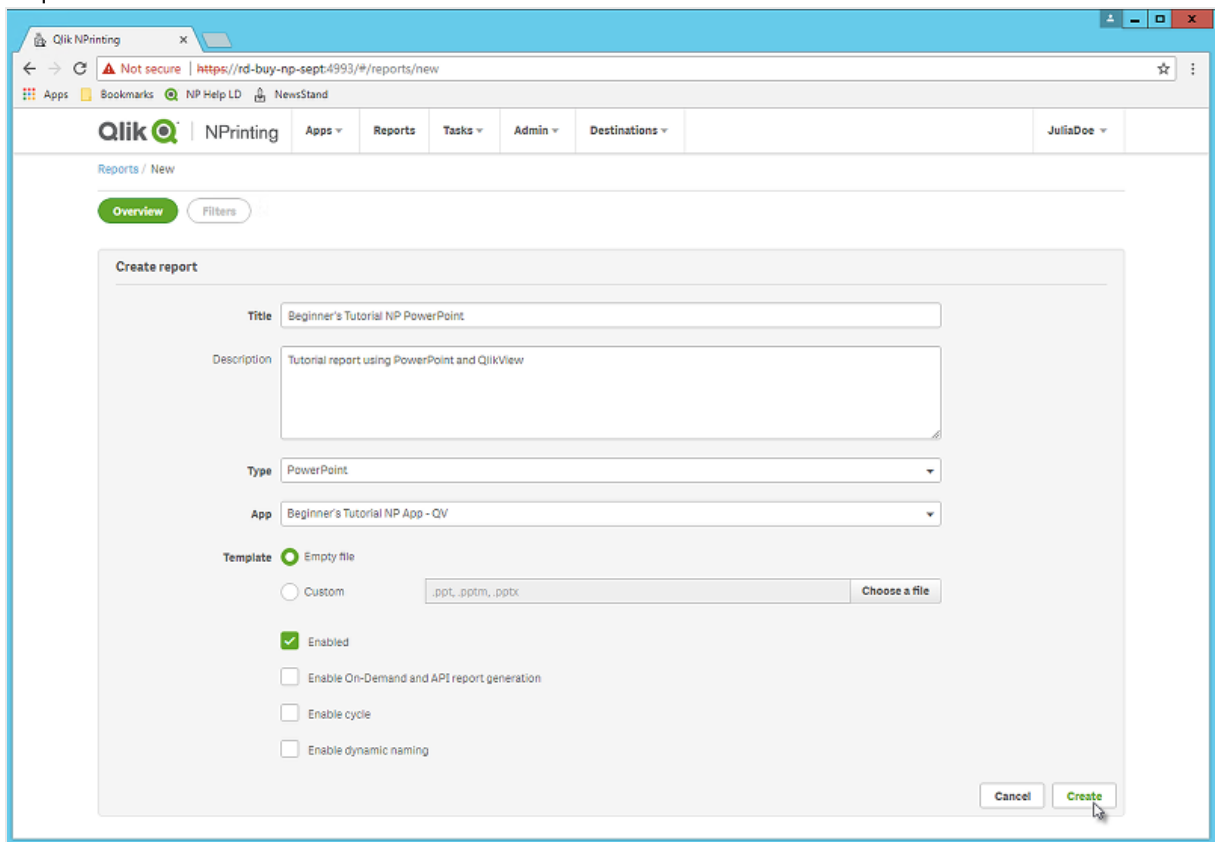 Qlik NPrinting
Not secure | https://rd-buy-np-sept:4993/#/reports/new
Apps Bookmarks NP Help LD NewsStand
Qlik NPrinting Apps Reports Tasks Admin Destinations JuliaDoe
Reports / New
Overview Filters
Create report
Title Beginner's Tutorial NP PowerPoint
Description Tutorial report using PowerPoint and QlikView
Type PowerPoint
App Beginner's Tutorial NP App - QV
Template Empty file
Custom .ppt, .pptm, .pptx Choose a file
Enabled
Enable On-Demand and API report generation
Enable cycle
Enable dynamic naming
Cancel Create